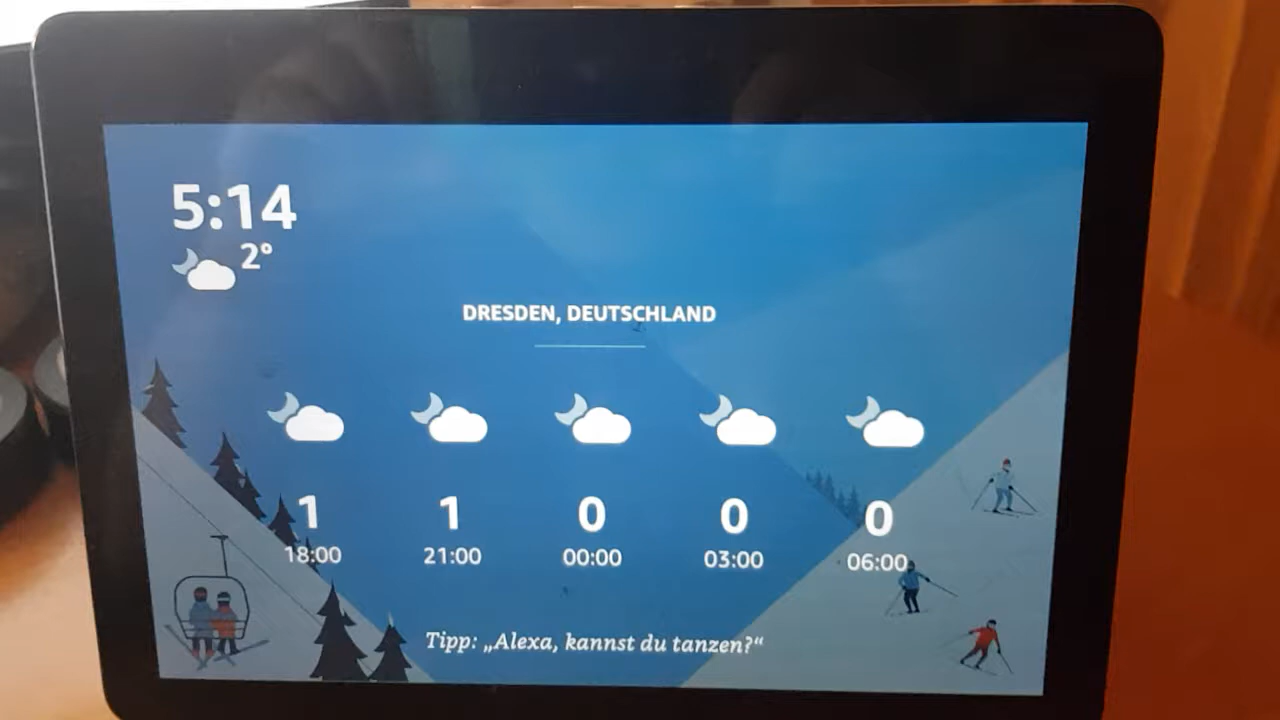 5:14
2°
DRESDEN, DEUTSCHLAND
1 1 0 0 0
18:00 21:00 00:00 03:00 06:00
Tipp: „Alexa, kannst du tanzen?“